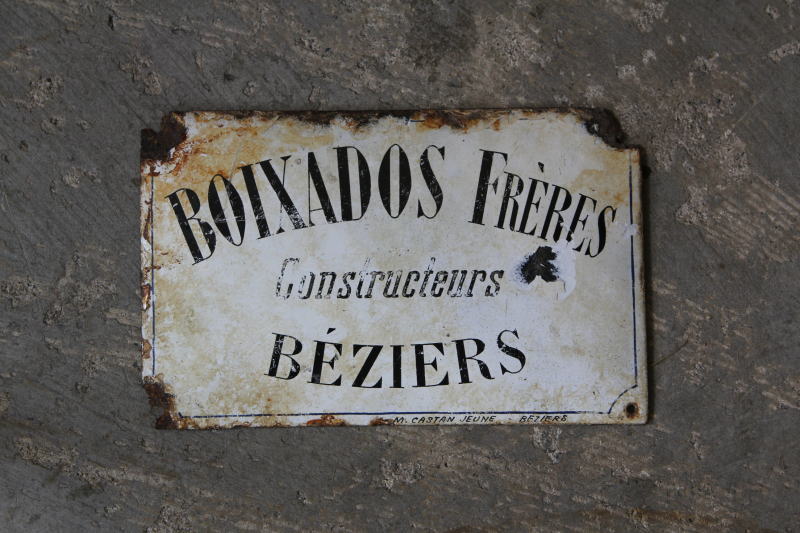 BOIXADOS FRÈRES
Constructeurs
BÉZIERS
M. CASTAN JEUNE - BÉZIERS